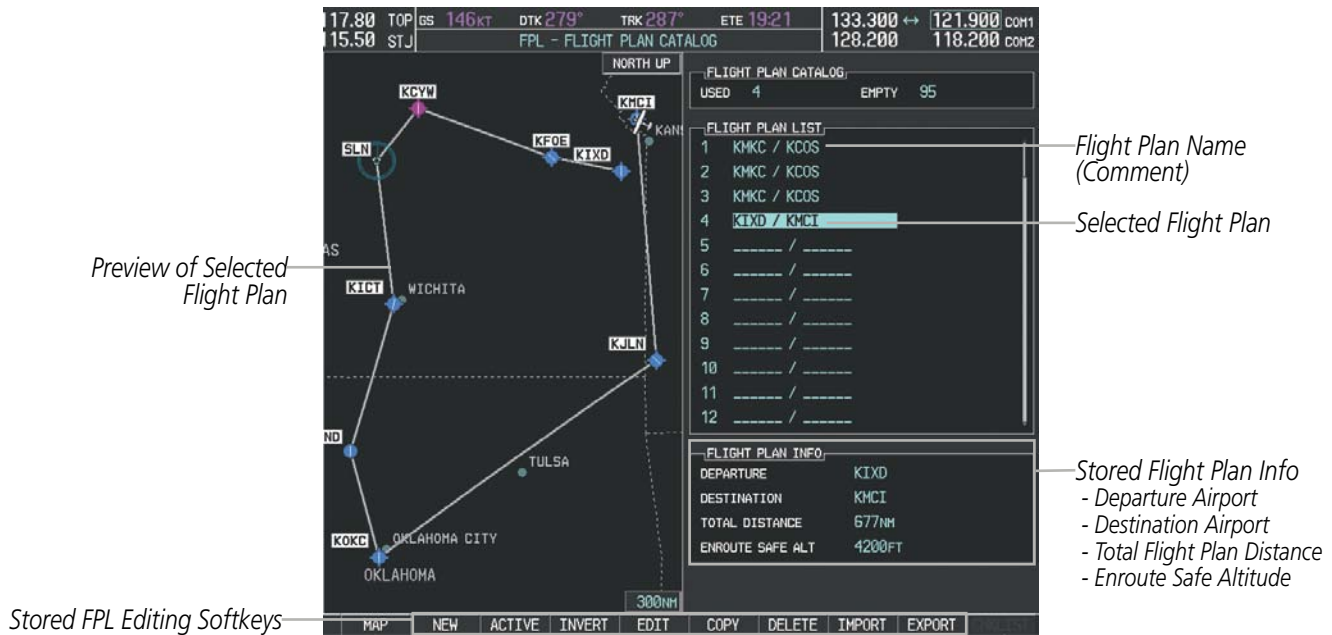 117.80 TOP GS 146KT DTK 279° TRK 287° ETE 19:21 133.300 ↔ 121.900 COM1
115.50 STJ FPL – FLIGHT PLAN CATALOG 128.200 118.200 COM2
NORTH UP
KCYW
KMCI
SLN
KFOE
KIXD
KAN
AS
KICT
WICHITA
KJLN
ND
TULSA
KOKC
OKLAHOMA CITY
OKLAHOMA
300NM
FLIGHT PLAN CATALOG
USED 4 EMPTY 95
FLIGHT PLAN LIST
1 KMKC / KCOS
2 KMKC / KCOS
3 KMKC / KCOS
4 KIXD / KMCI
5 ______ / ______
6 ______ / ______
7 ______ / ______
8 ______ / ______
9 ______ / ______
10 ______ / ______
11 ______ / ______
12 ______ / ______
FLIGHT PLAN INFO
DEPARTURE KIXD
DESTINATION KMCI
TOTAL DISTANCE 677NM
ENROUTE SAFE ALT 4200FT
MAP NEW ACTIVE INVERT EDIT COPY DELETE IMPORT EXPORT
Flight Plan Name
(Comment)
Selected Flight Plan
Preview of Selected
Flight Plan
Stored Flight Plan Info
- Departure Airport
- Destination Airport
- Total Flight Plan Distance
- Enroute Safe Altitude
Stored FPL Editing Softkeys